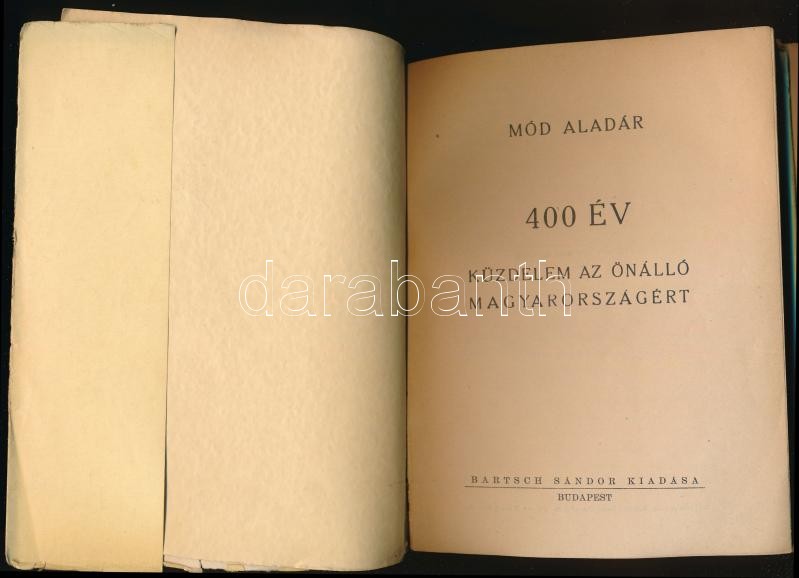 MÓD ALADÁR
400 ÉV
KÜZDELEM AZ ÖNÁLLÓ
MAGYARORSZÁGÉRT
darabanth
BARTSCH SÁNDOR KIADÁSA
BUDAPEST